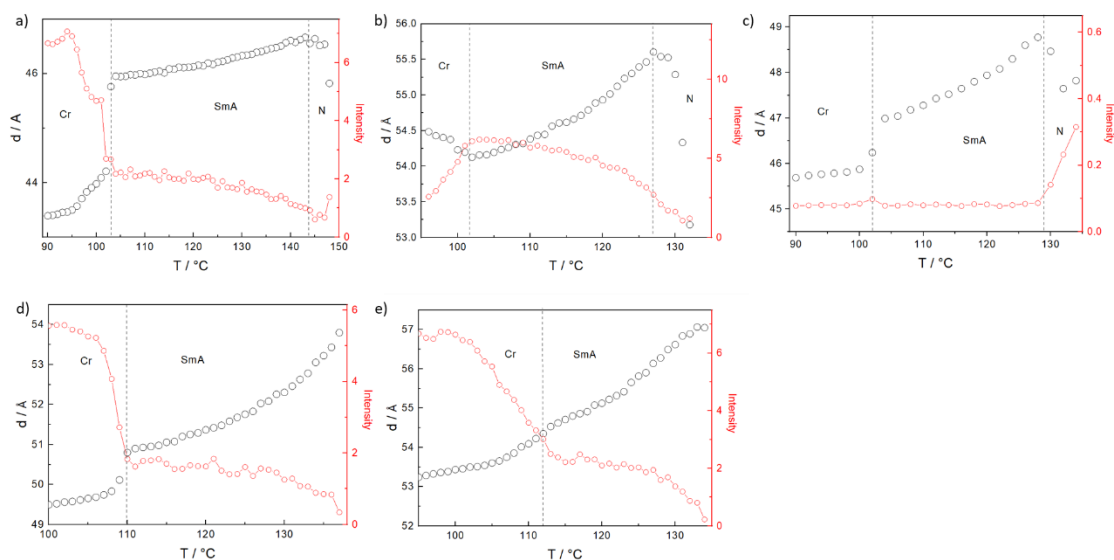 a)
46
44
d / A
Cr
SmA
N
7
6
5
4
3
2
1
0
Intensity
90 100 110 120 130 140 150
T / °C
b)
56.0
55.5
55.0
54.5
54.0
53.5
53.0
d / Å
Cr
SmA
N
10
5
0
Intensity
100 110 120 130
T / °C
c)
49
48
47
46
45
d / Å
Cr
SmA
N
0.6
0.4
0.2
0.0
Intensity
90 100 110 120 130
T / °C
d)
54
53
52
51
50
49
d / Å
Cr
SmA
6
4
2
0
Intensity
100 110 120 130
T / °C
e)
57
56
55
54
53
52
d / Å
Cr
SmA
6
4
2
0
Intensity
100 110 120 130
T / °C